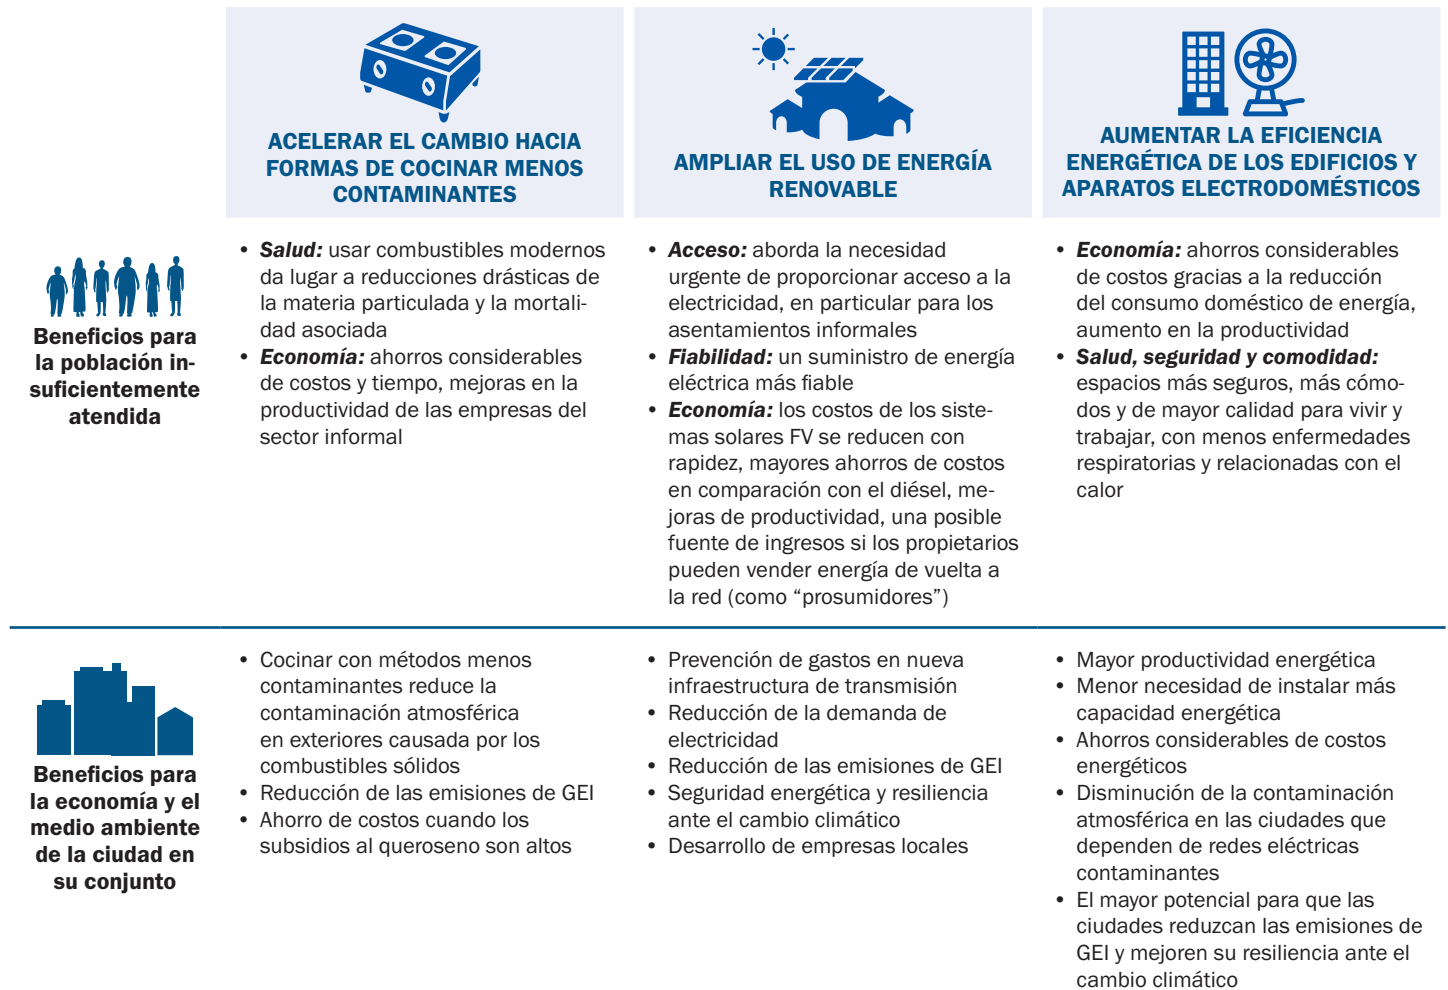 ACELERAR EL CAMBIO HACIA
FORMAS DE COCINAR MENOS
CONTAMINANTES
AMPLIAR EL USO DE ENERGÍA
RENOVABLE
AUMENTAR LA EFICIENCIA
ENERGÉTICA DE LOS EDIFICIOS Y
APARATOS ELECTRODOMÉSTICOS
Beneficios para
la población in-
suficientemente
atendida
• Salud: usar combustibles modernos
da lugar a reducciones drásticas de
la materia particulada y la mortali-
dad asociada
• Economía: ahorros considerables
de costos y tiempo, mejoras en la
productividad de las empresas del
sector informal
• Acceso: aborda la necesidad
urgente de proporcionar acceso a la
electricidad, en particular para los
asentamientos informales
• Fiabilidad: un suministro de energía
eléctrica más fiable
• Economía: los costos de los siste-
mas solares FV se reducen con
rapidez, mayores ahorros de costos
en comparación con el diésel, me-
joras de productividad, una posible
fuente de ingresos si los propietarios
pueden vender energía de vuelta a
la red (como “prosumidores”)
• Economía: ahorros considerables
de costos gracias a la reducción
del consumo doméstico de energía,
aumento en la productividad
• Salud, seguridad y comodidad:
espacios más seguros, más cómo-
dos y de mayor calidad para vivir y
trabajar, con menos enfermedades
respiratorias y relacionadas con el
calor
Beneficios para
la economía y el
medio ambiente
de la ciudad en
su conjunto
• Cocinar con métodos menos
contaminantes reduce la
contaminación atmosférica
en exteriores causada por los
combustibles sólidos
• Reducción de las emisiones de GEI
• Ahorro de costos cuando los
subsidios al queroseno son altos
• Prevención de gastos en nueva
infraestructura de transmisión
• Reducción de la demanda de
electricidad
• Reducción de las emisiones de GEI
• Seguridad energética y resiliencia
ante el cambio climático
• Desarrollo de empresas locales
• Mayor productividad energética
• Menor necesidad de instalar más
capacidad energética
• Ahorros considerables de costos
energéticos
• Disminución de la contaminación
atmosférica en las ciudades que
dependen de redes eléctricas
contaminantes
• El mayor potencial para que las
ciudades reduzcan las emisiones de
GEI y mejoren su resiliencia ante el
cambio climático